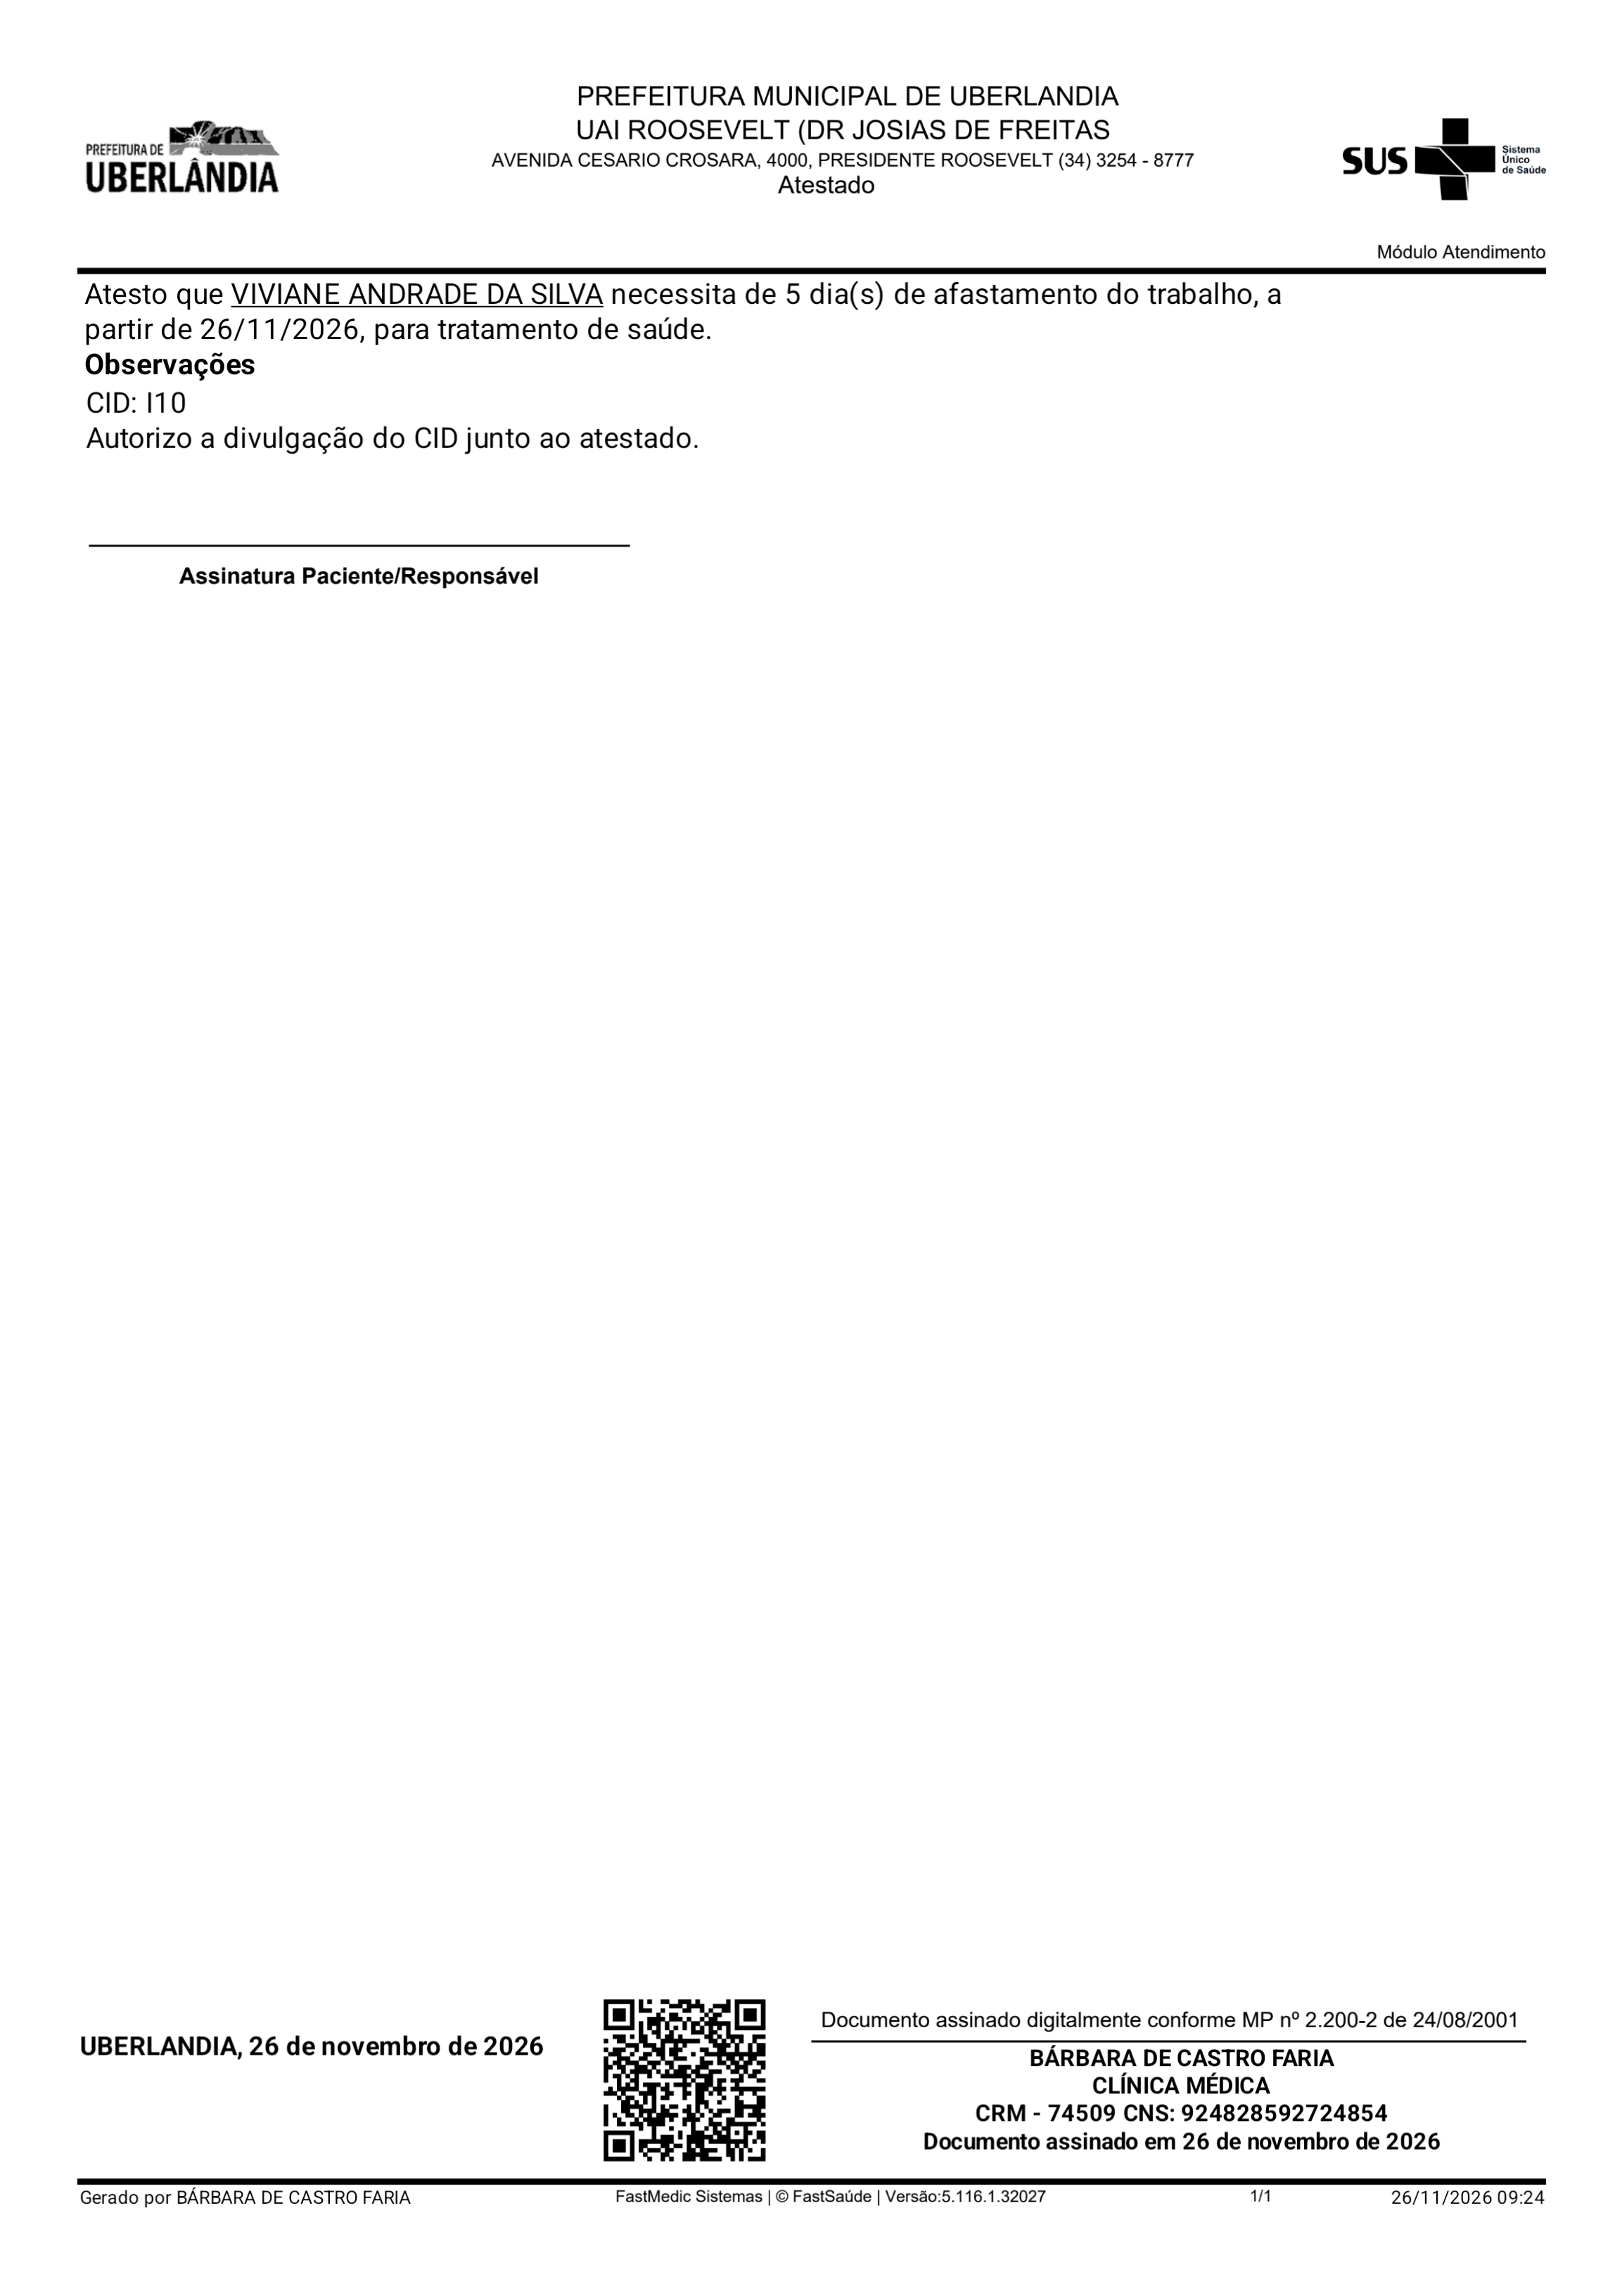 PREFEITURA DE
UBERLÂNDIA
PREFEITURA MUNICIPAL DE UBERLANDIA
UAI ROOSEVELT (DR JOSIAS DE FREITAS
AVENIDA CESARIO CROSARA, 4000, PRESIDENTE ROOSEVELT (34) 3254 - 8777
Atestado
SUS
Sistema
Único
de Saúde
Módulo Atendimento
Atesto que VIVIANE ANDRADE DA SILVA necessita de 5 dia(s) de afastamento do trabalho, a
partir de 26/11/2026, para tratamento de saúde.
Observações
CID: I10
Autorizo a divulgação do CID junto ao atestado.
Assinatura Paciente/Responsável
UBERLANDIA, 26 de novembro de 2026
Documento assinado digitalmente conforme MP nº 2.200-2 de 24/08/2001
BÁRBARA DE CASTRO FARIA
CLÍNICA MÉDICA
CRM - 74509 CNS: 924828592724854
Documento assinado em 26 de novembro de 2026
Gerado por BÁRBARA DE CASTRO FARIA
FastMedic Sistemas | © FastSaúde | Versão:5.116.1.32027
1/1
26/11/2026 09:24